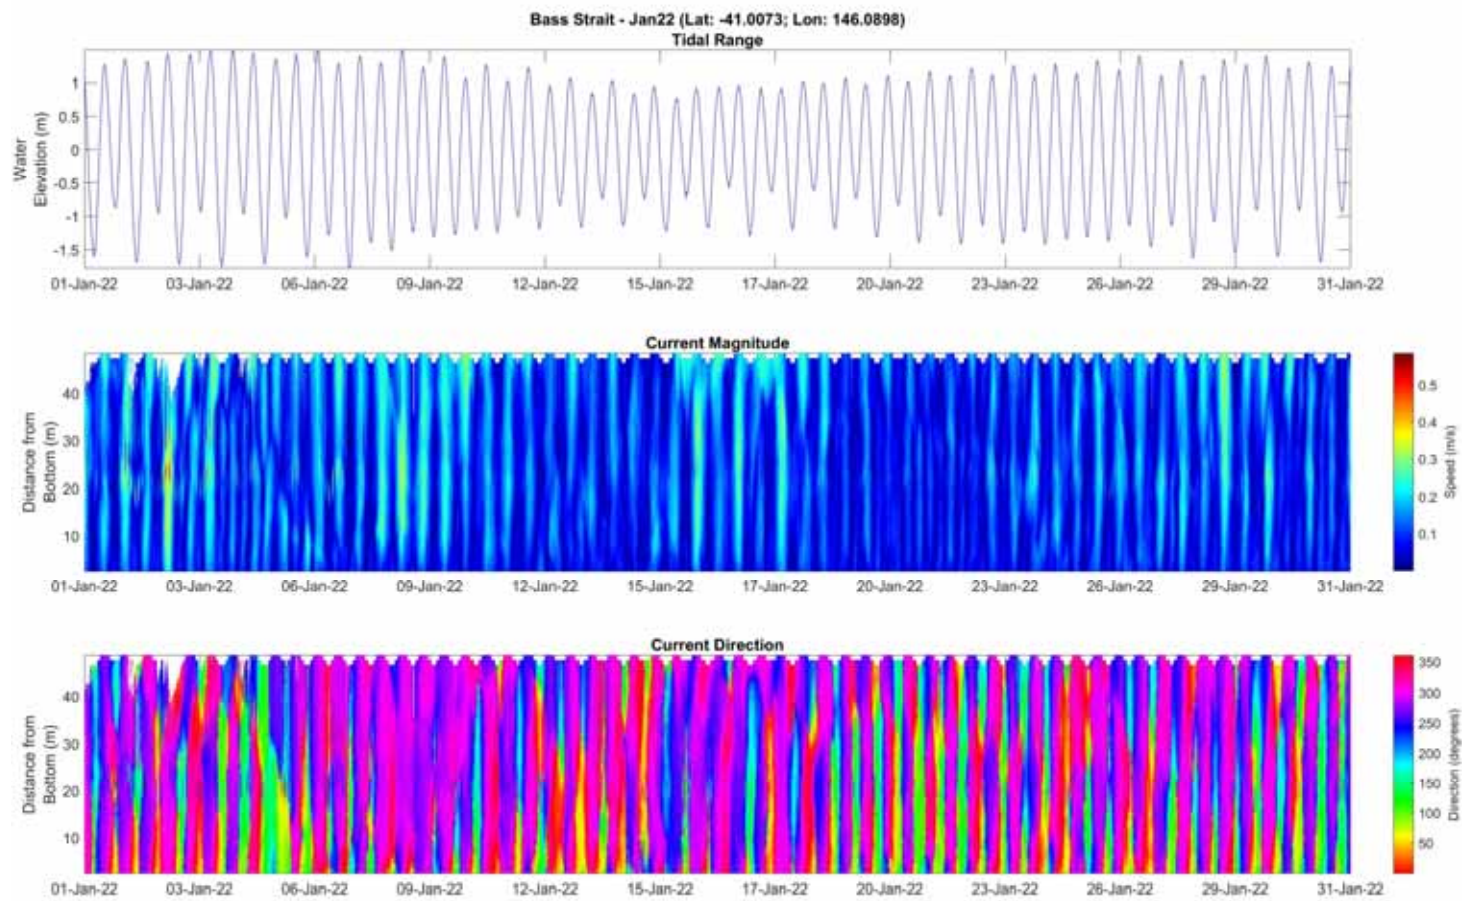 Bass Strait - Jan22 (Lat: -41.0073; Lon: 146.0898)
Tidal Range
Water
Elevation (m)
1
0.5
0
-0.5
-1
-1.5
01-Jan-22 03-Jan-22 06-Jan-22 09-Jan-22 12-Jan-22 15-Jan-22 17-Jan-22 20-Jan-22 23-Jan-22 26-Jan-22 29-Jan-22 31-Jan-22
Current Magnitude
Distance from
Bottom (m)
40
30
20
10
01-Jan-22 03-Jan-22 06-Jan-22 09-Jan-22 12-Jan-22 15-Jan-22 17-Jan-22 20-Jan-22 23-Jan-22 26-Jan-22 29-Jan-22 31-Jan-22
0.5
0.4
0.3
0.2
0.1
Speed (m/s)
Current Direction
Distance from
Bottom (m)
40
30
20
10
01-Jan-22 03-Jan-22 06-Jan-22 09-Jan-22 12-Jan-22 15-Jan-22 17-Jan-22 20-Jan-22 23-Jan-22 26-Jan-22 29-Jan-22 31-Jan-22
350
300
250
200
150
100
50
Direction (degrees)